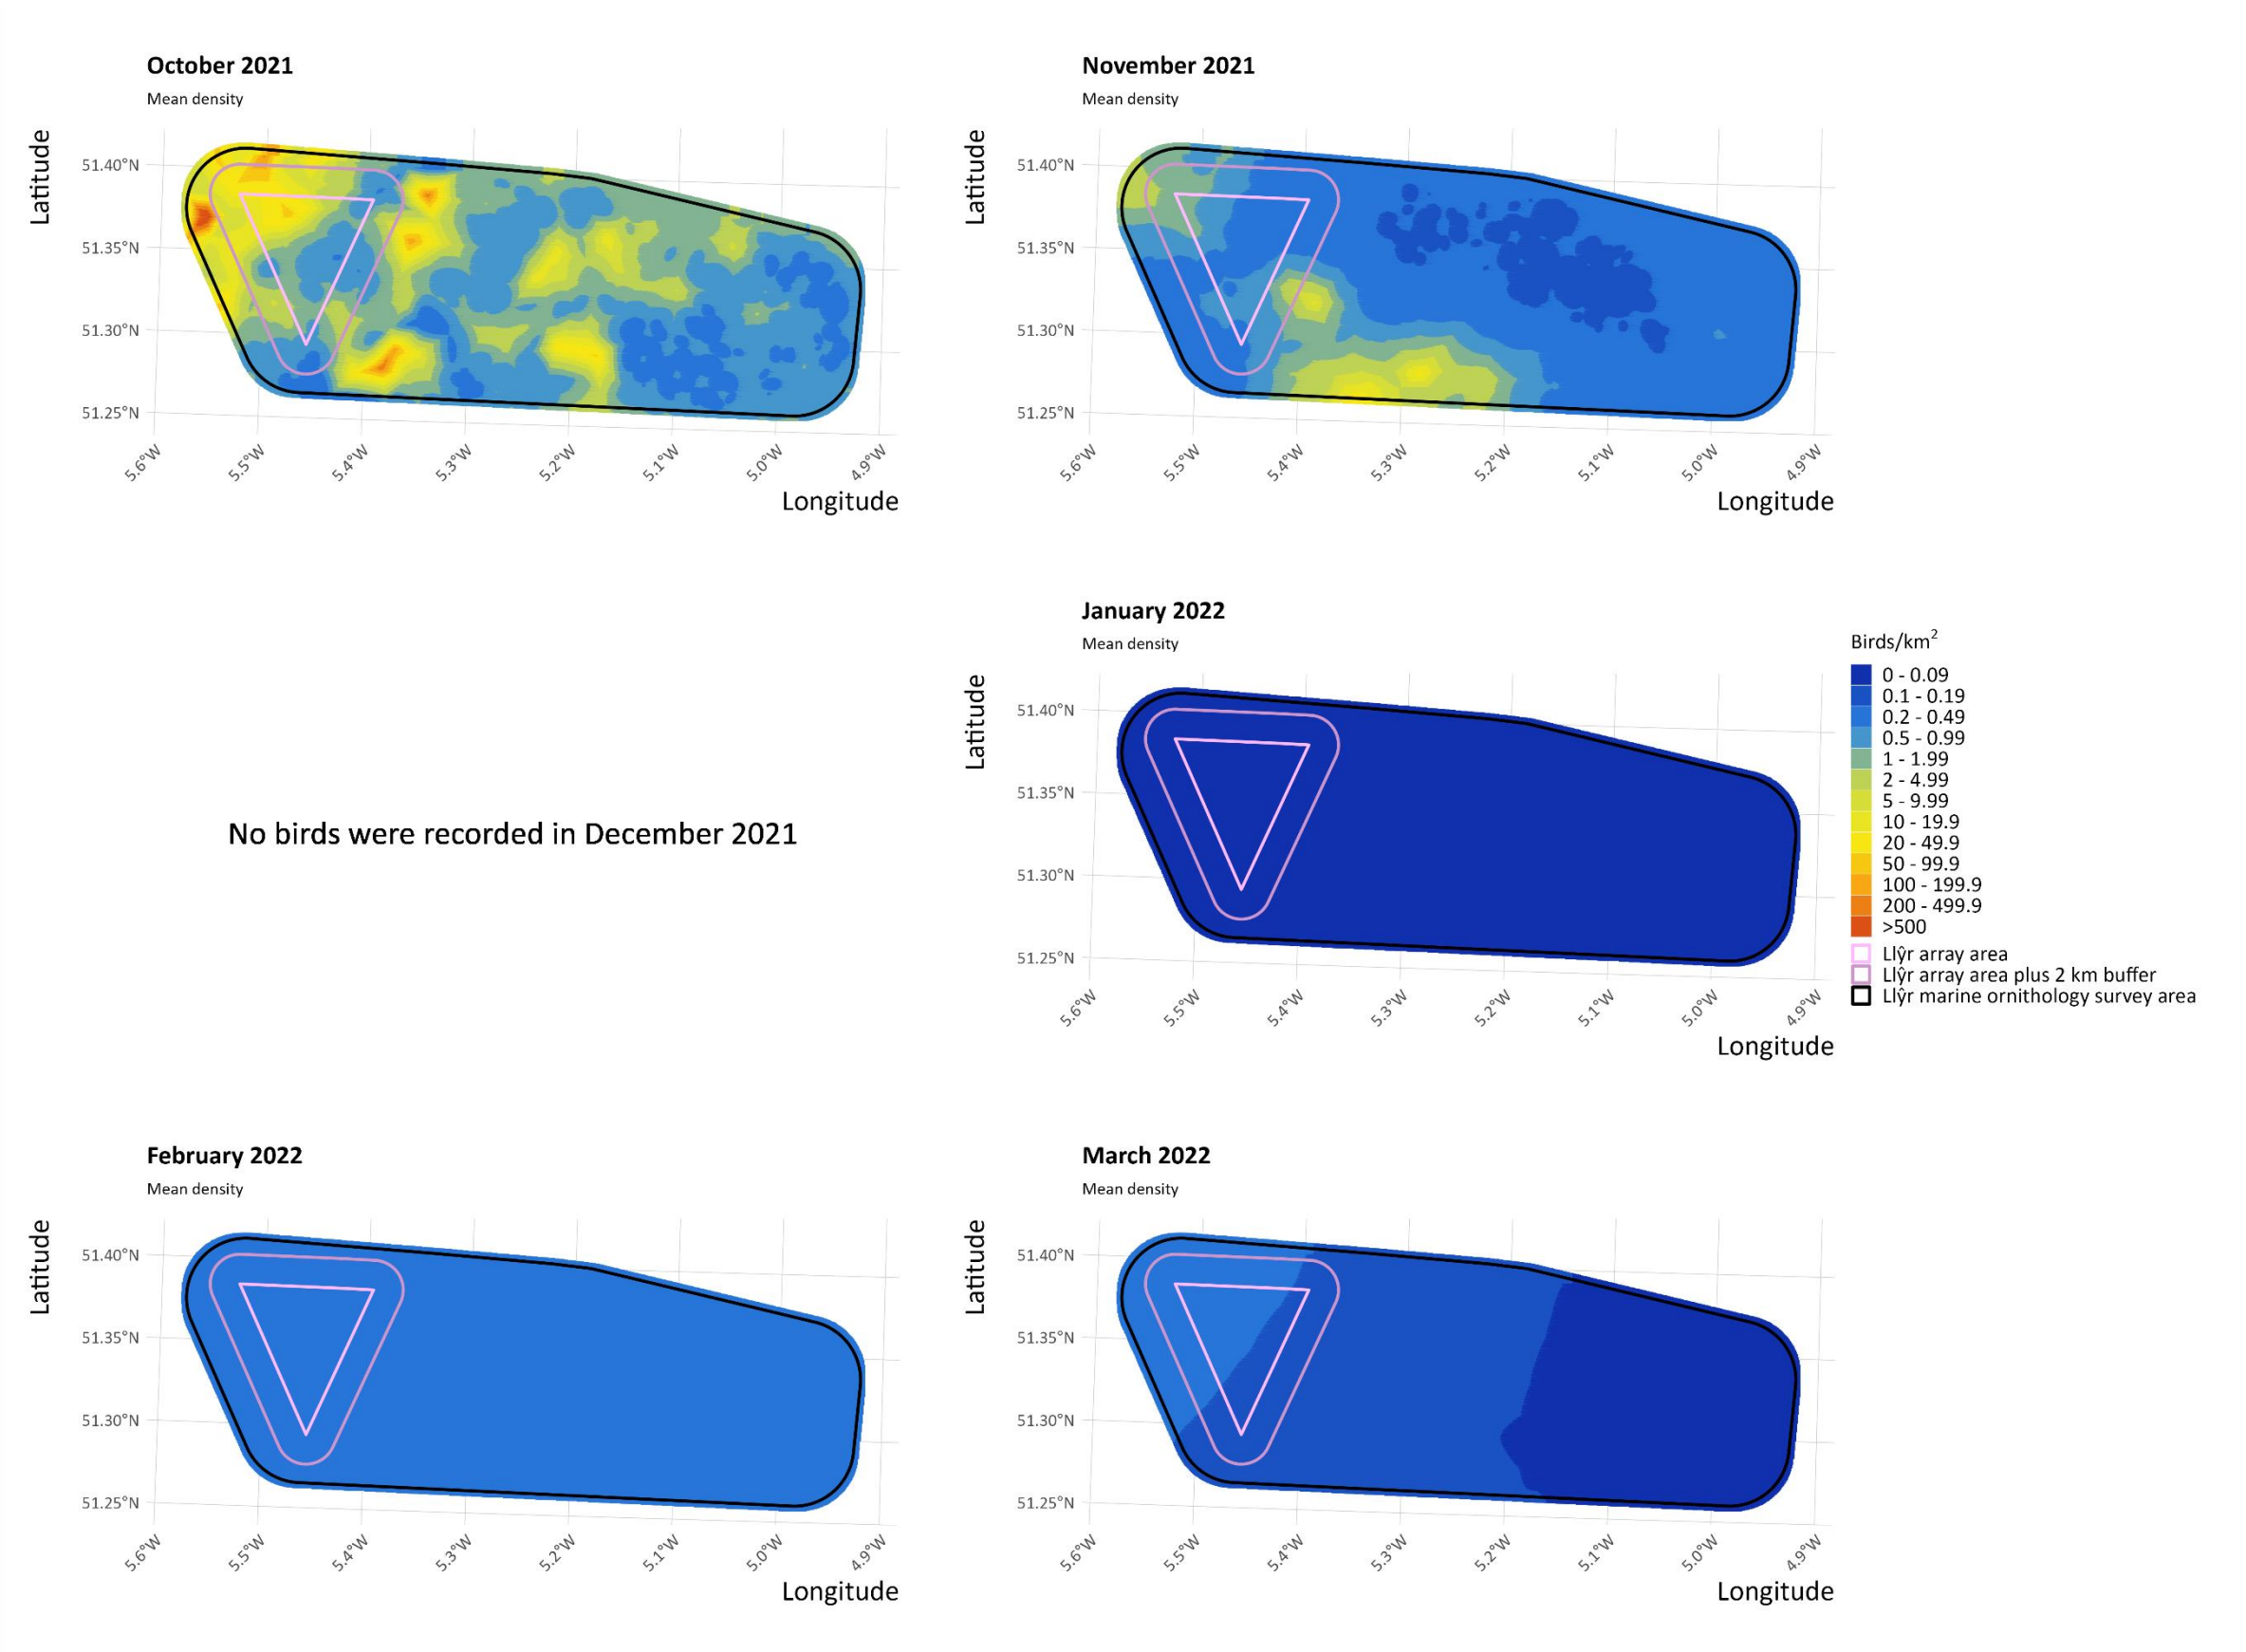 October 2021
Mean density
Latitude
51.40°N
51.35°N
51.30°N
51.25°N
5.6°W
5.5°W
5.4°W
5.3°W
5.2°W
5.1°W
5.0°W
4.9°W
Longitude
November 2021
Mean density
Latitude
51.40°N
51.35°N
51.30°N
51.25°N
5.6°W
5.5°W
5.4°W
5.3°W
5.2°W
5.1°W
5.0°W
4.9°W
Longitude
No birds were recorded in December 2021
January 2022
Mean density
Latitude
51.40°N
51.35°N
51.30°N
51.25°N
5.6°W
5.5°W
5.4°W
5.3°W
5.2°W
5.1°W
5.0°W
4.9°W
Longitude
Birds/km²
0 - 0.09
0.1 - 0.19
0.2 - 0.49
0.5 - 0.99
1 - 1.99
2 - 4.99
5 - 9.99
10 - 19.9
20 - 49.9
50 - 99.9
100 - 199.9
200 - 499.9
>500
Llŷr array area
Llŷr array area plus 2 km buffer
Llŷr marine ornithology survey area
February 2022
Mean density
Latitude
51.40°N
51.35°N
51.30°N
51.25°N
5.6°W
5.5°W
5.4°W
5.3°W
5.2°W
5.1°W
5.0°W
4.9°W
Longitude
March 2022
Mean density
Latitude
51.40°N
51.35°N
51.30°N
51.25°N
5.6°W
5.5°W
5.4°W
5.3°W
5.2°W
5.1°W
5.0°W
4.9°W
Longitude